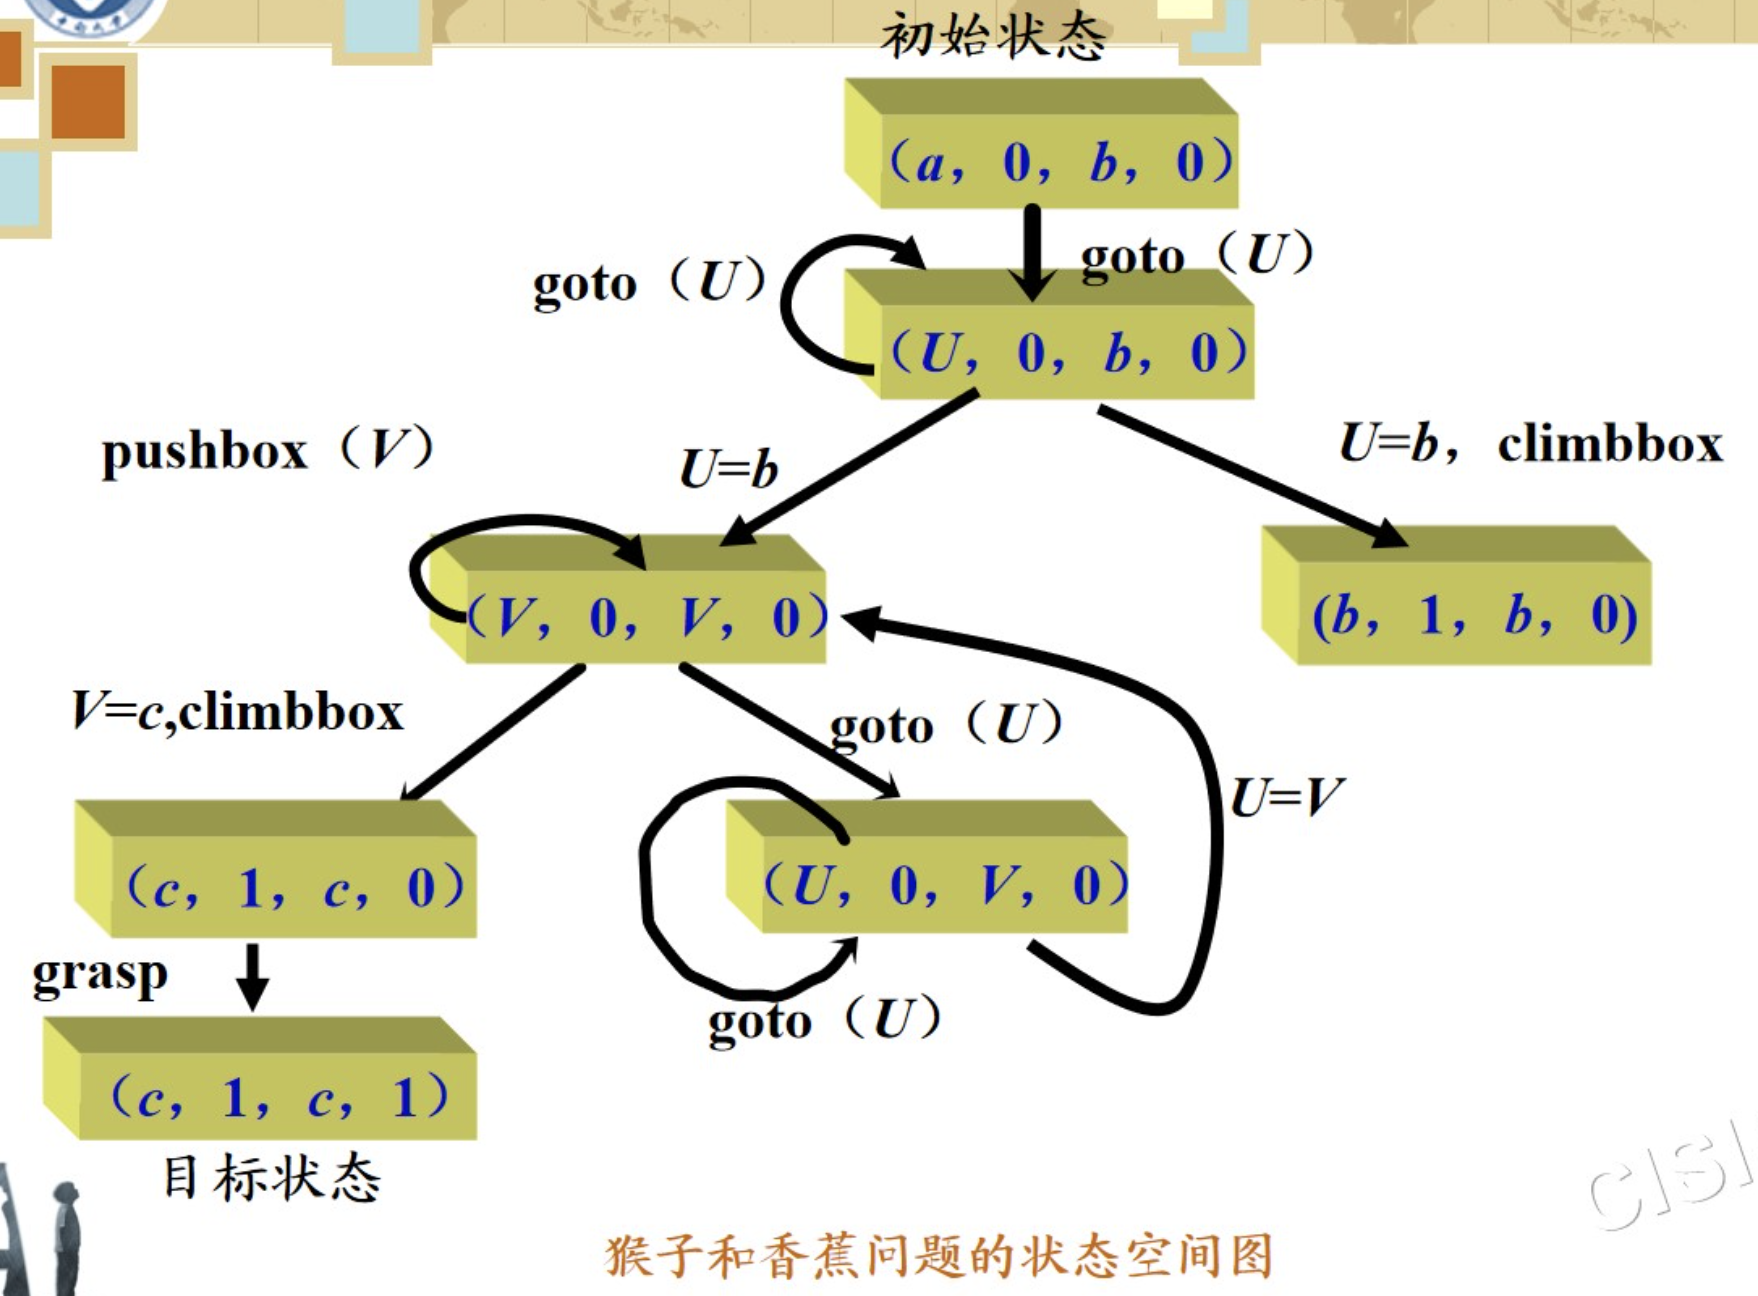 初始状态
(a, 0, b, 0)
goto (U)
goto (U)
(U, 0, b, 0)
pushbox (V)
U=b
U=b, climbbox
(V, 0, V, 0)
(b, 1, b, 0)
V=c,climbbox
goto (U)
U=V
(c, 1, c, 0)
(U, 0, V, 0)
grasp
goto (U)
(c, 1, c, 1)
目标状态
猴子和香蕉问题的状态空间图